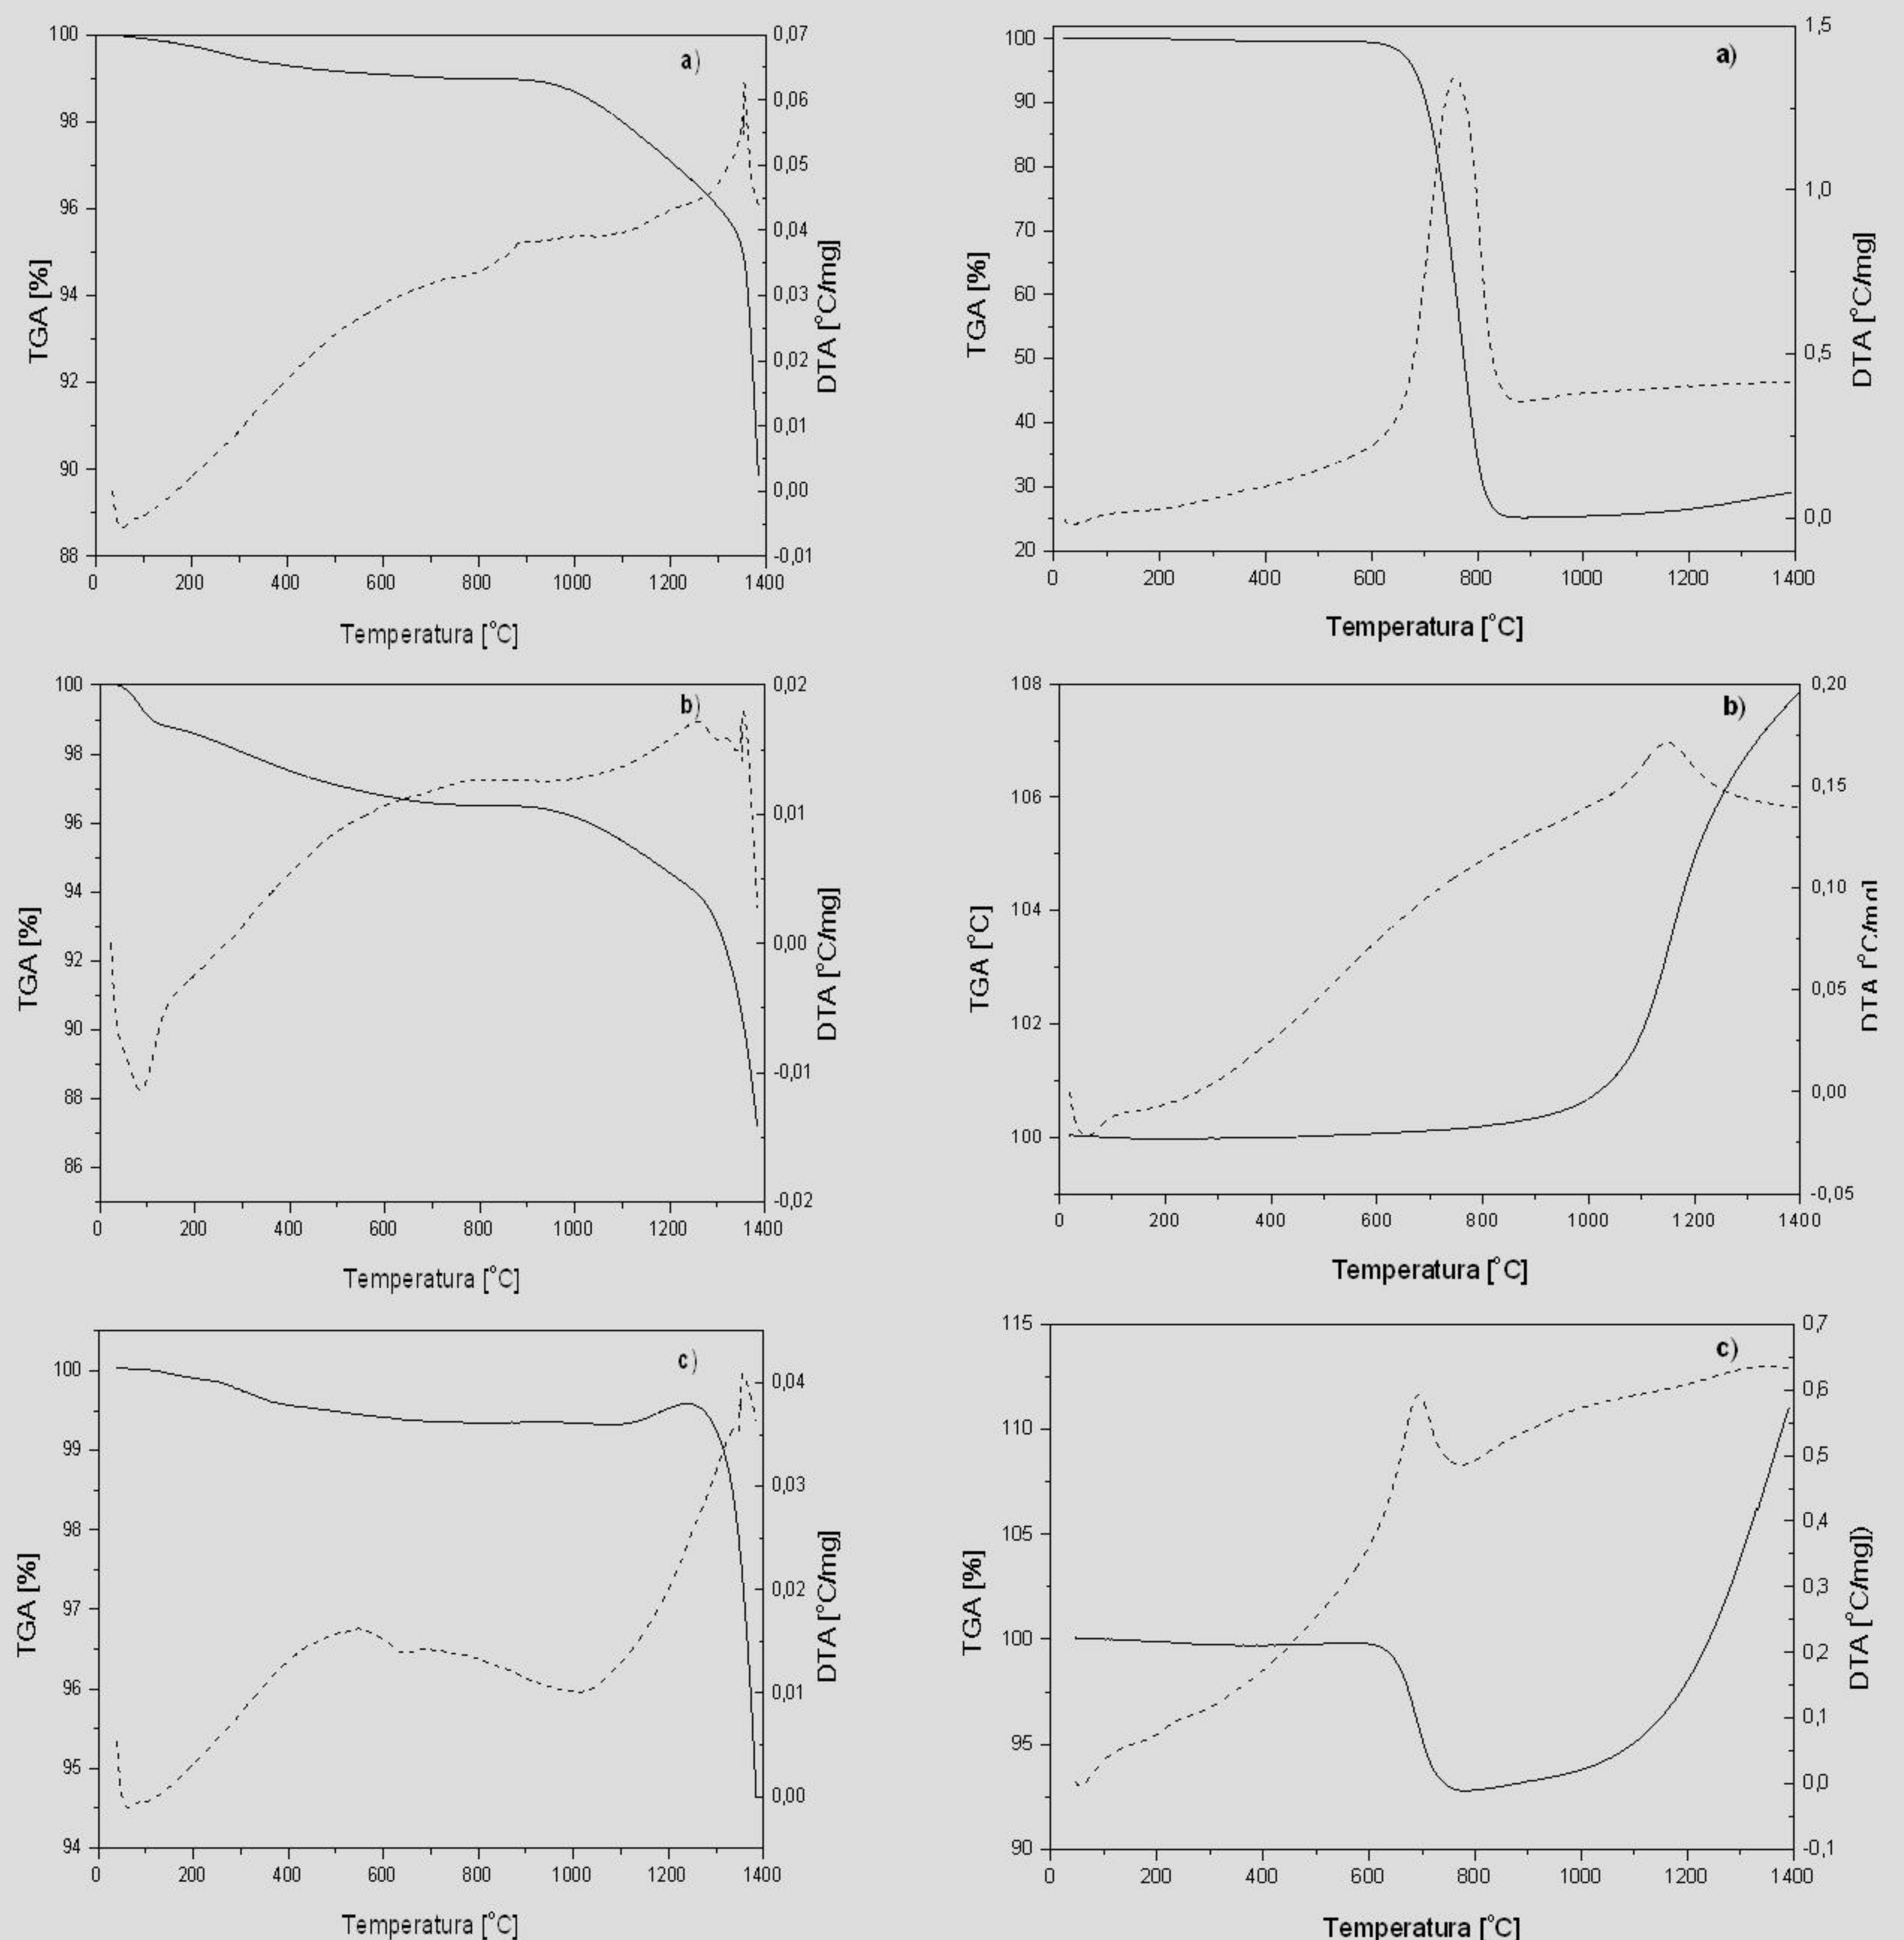 a)
TGA [%]
100
98
96
94
92
90
88
0,07
0,06
0,05
0,04
0,03
0,02
0,01
0,00
-0,01
DTA [°C/mg]
0 200 400 600 800 1000 1200 1400
Temperatura [°C]
a)
TGA [%]
100
90
80
70
60
50
40
30
20
1,5
1,0
0,5
0,0
DTA [°C/mg]
0 200 400 600 800 1000 1200 1400
Temperatura [°C]
b)
TGA [%]
100
98
96
94
92
90
88
86
0,02
0,01
0,00
-0,01
-0,02
DTA [°C/mg]
0 200 400 600 800 1000 1200 1400
Temperatura [°C]
b)
TGA [°C]
108
106
104
102
100
0,20
0,15
0,10
0,05
0,00
-0,05
DTA [°C/mg]
0 200 400 600 800 1000 1200 1400
Temperatura [°C]
c)
TGA [%]
100
99
98
97
96
95
94
0,04
0,03
0,02
0,01
0,00
DTA [°C/mg]
0 200 400 600 800 1000 1200 1400
Temperatura [°C]
c)
TGA [%]
115
110
105
100
95
90
0,7
0,6
0,5
0,4
0,3
0,2
0,1
0,0
-0,1
DTA [°C/mg])
0 200 400 600 800 1000 1200 1400
Temperatura [°C]